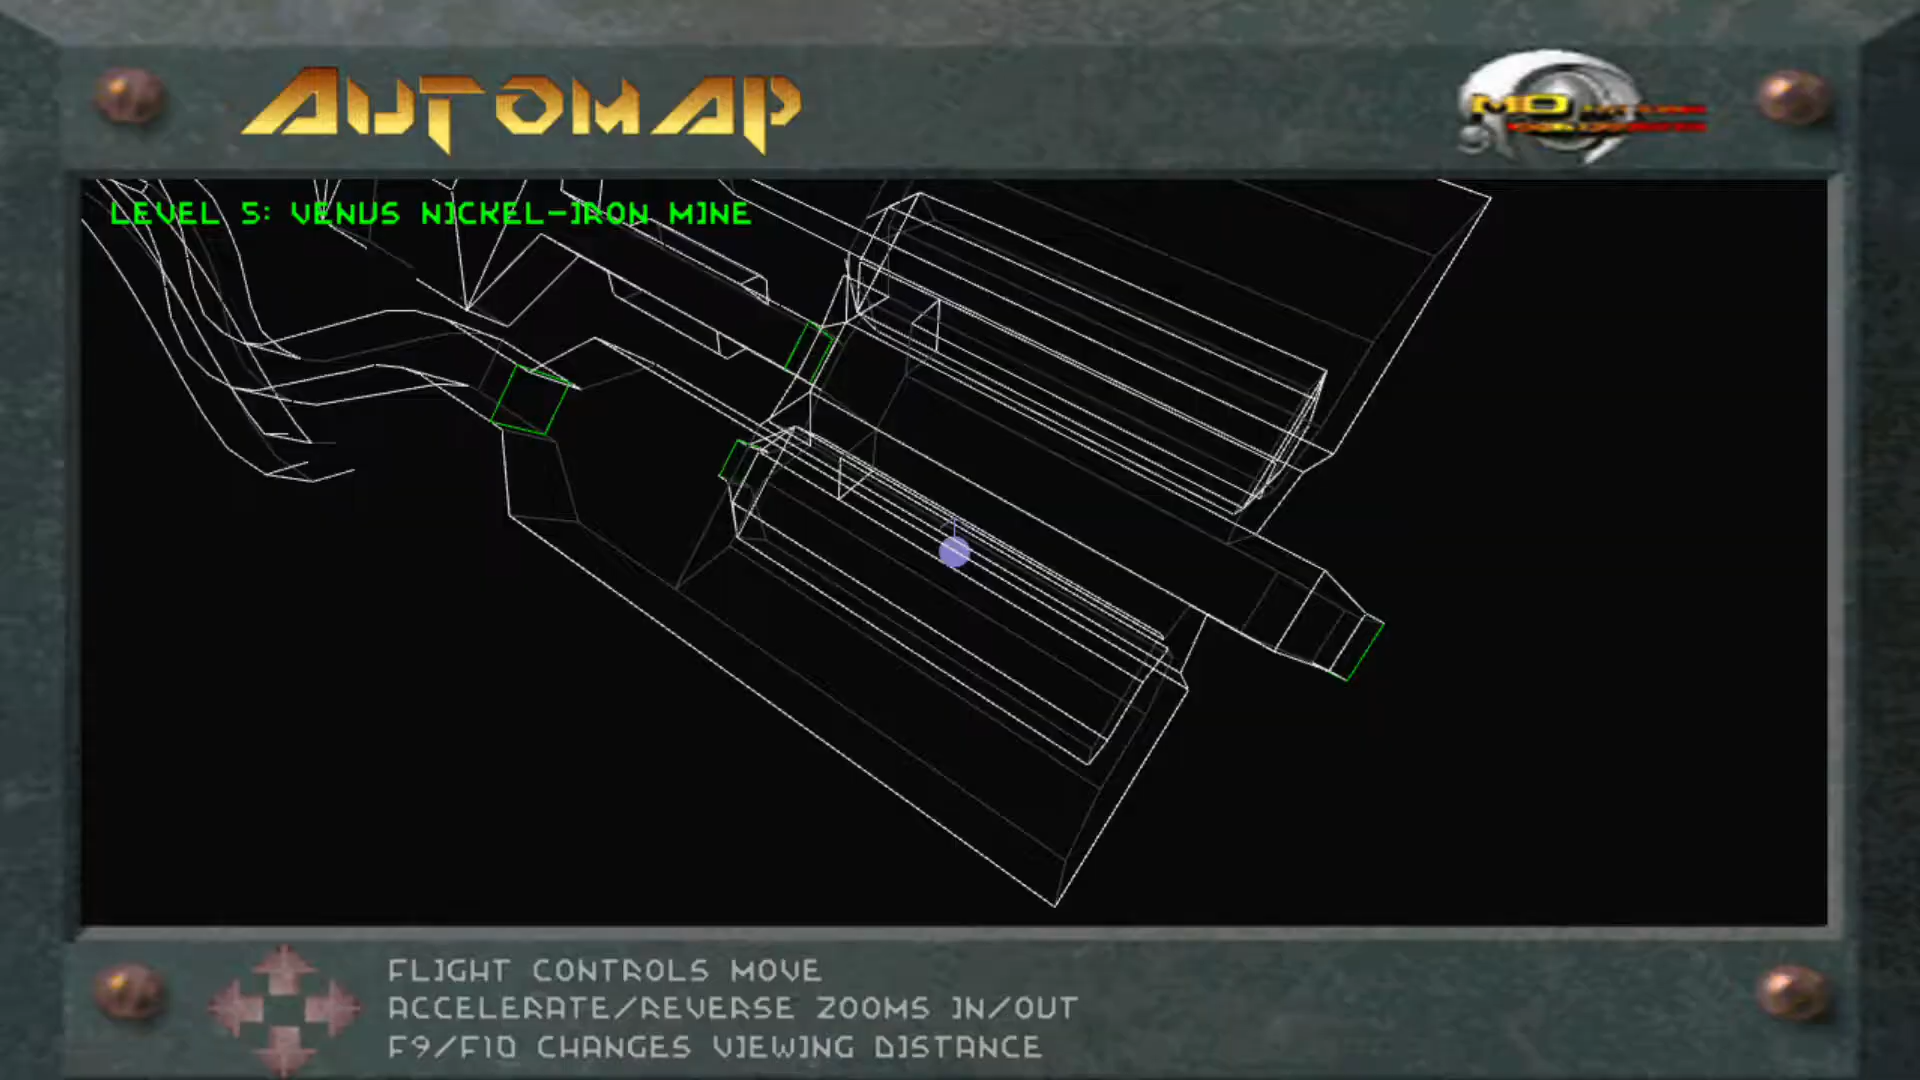 AUTOMAP
MD
LEVEL 5: VENUS NICKEL-IRON MINE
FLIGHT CONTROLS MOVE
ACCELERATE/REVERSE ZOOMS IN/OUT
F9/F10 CHANGES VIEWING DISTANCE